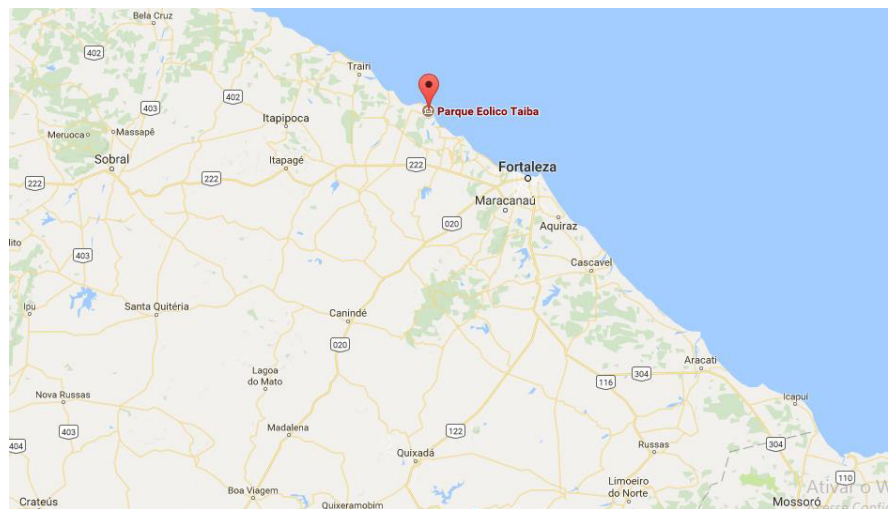 Bela Cruz
402
Trairi
Parque Eolico Taiba
403
402
Itapipoca
Meruoca
Massapê
Sobral
Itapagé
222
Fortaleza
222
222
Maracanaú
020
Aquiraz
lito
403
Cascavel
Ipu
Santa Quitéria
Canindé
020
Aracati
Lagoa
do Mato
304
116
Nova Russas
Icapuí
403
122
404
Madalena
304
Russas
Quixadá
110
Limoeiro
do Norte
Ativar o W
Boa Viagem
Crateús
Quixeramobim
Mossoró